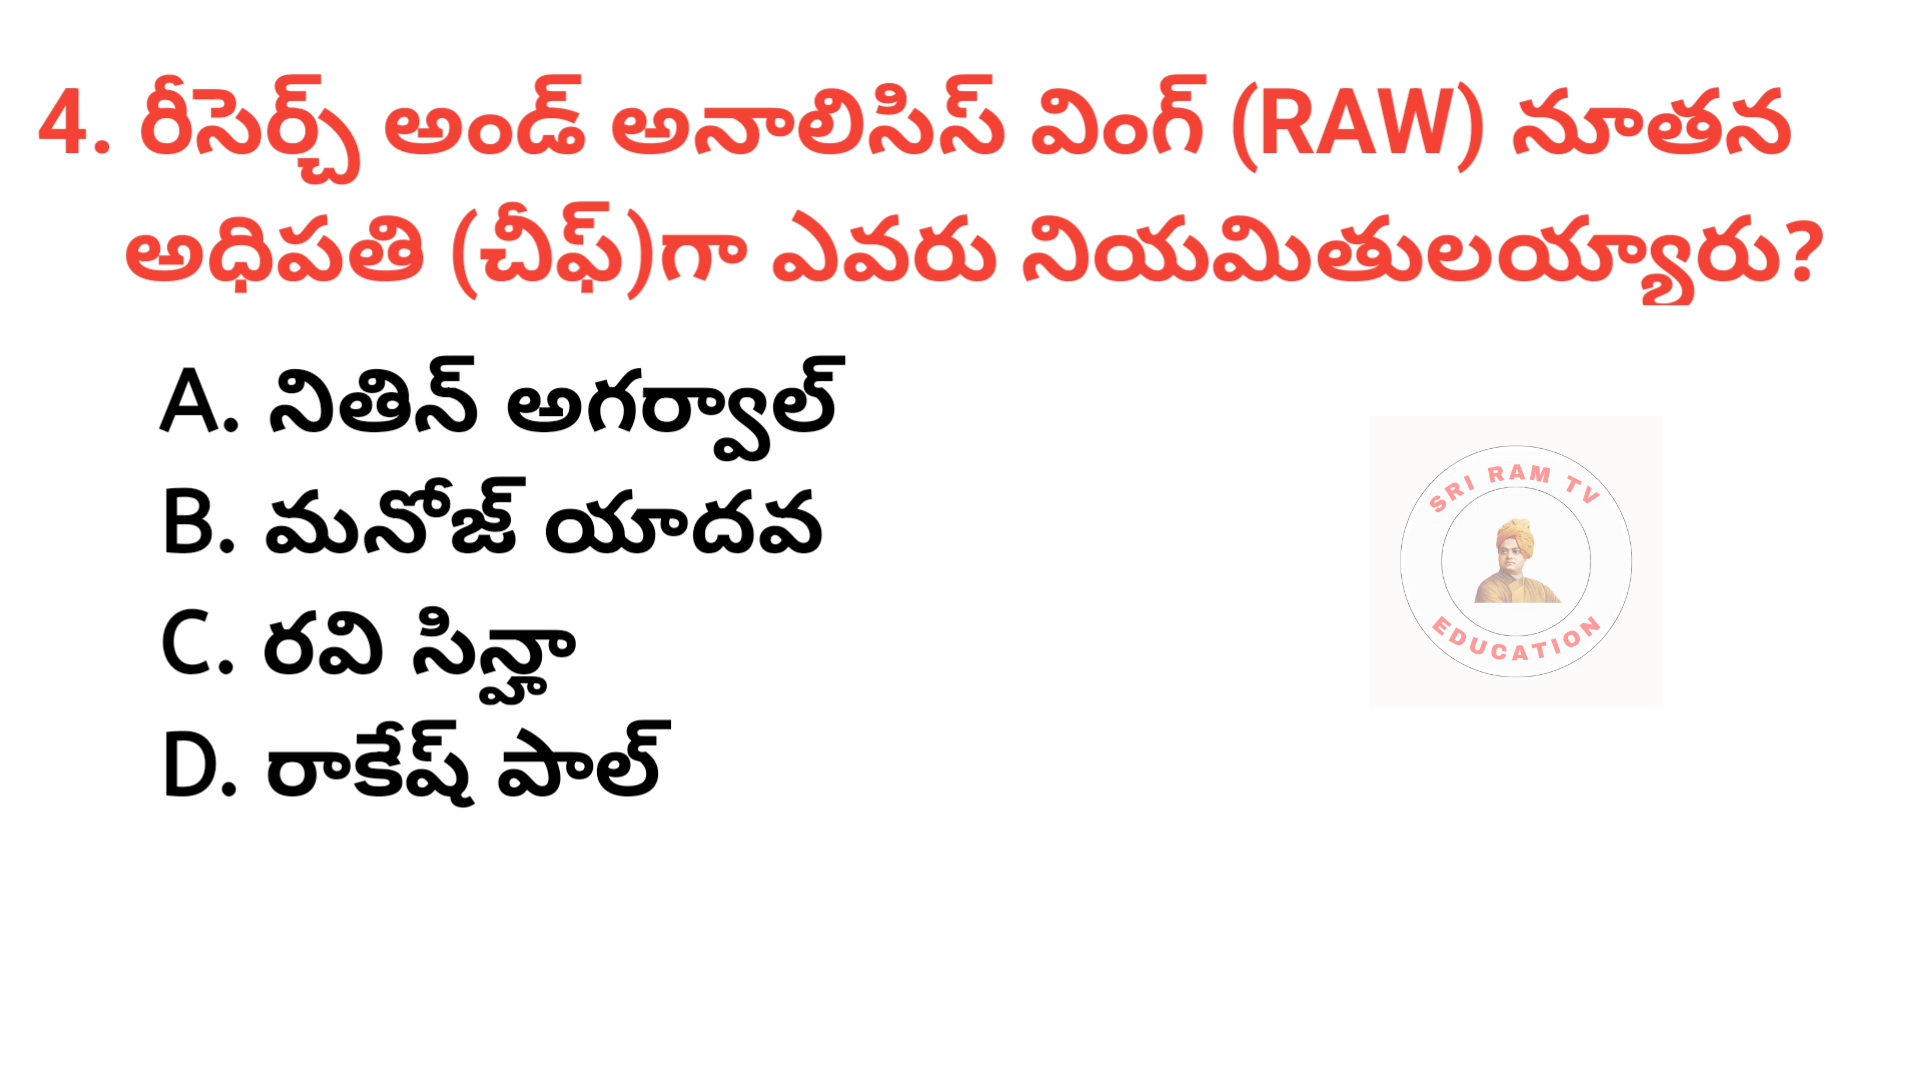 4. రీసెర్చ్ అండ్ అనాలిసిస్ వింగ్ (RAW) నూతన
అధిపతి (చీఫ్)గా ఎవరు నియమితులయ్యారు?
A. నితిన్ అగర్వాల్
B. మనోజ్ యాదవ
C. రవి సిన్హా
D. రాకేష్ పాల్
SRI RAM TV
EDUCATION